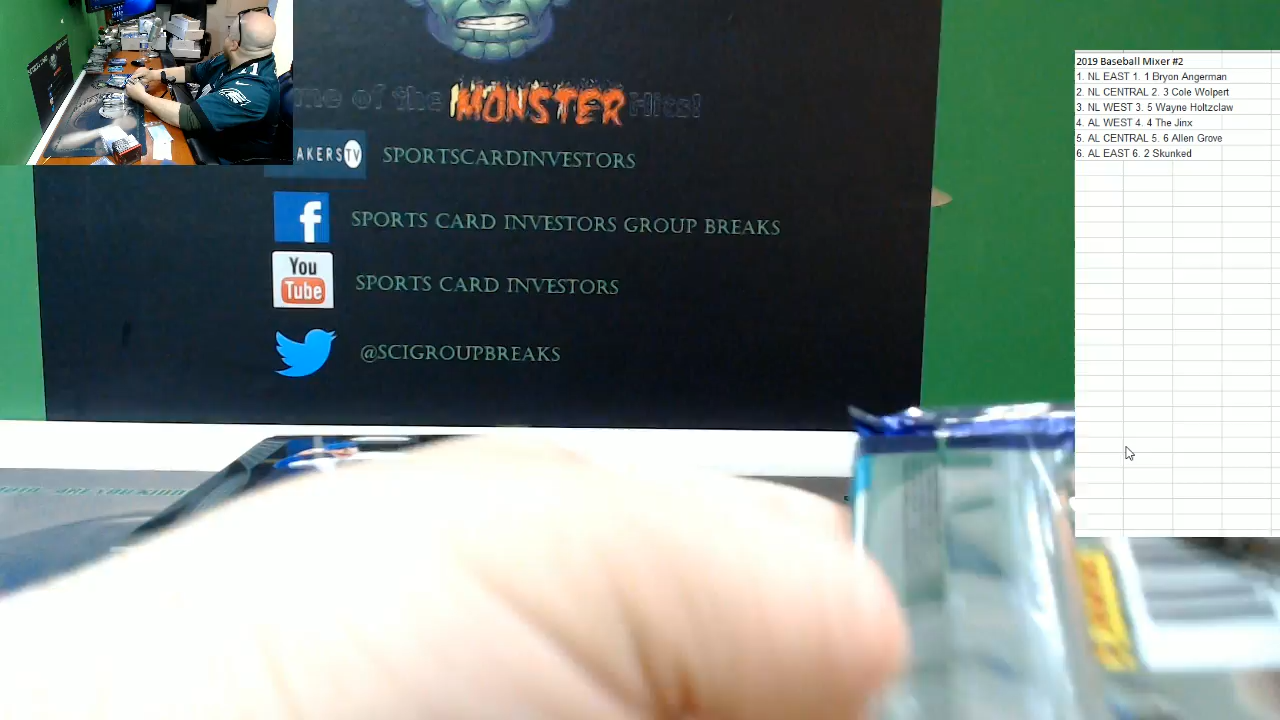 me of the MONSTER Hits!
AKERS TV SPORTSCARDINVESTORS
f SPORTS CARD INVESTORS GROUP BREAKS
You Tube SPORTS CARD INVESTORS
@SCIGROUPBREAKS
2019 Baseball Mixer #2
1. NL EAST 1. 1 Bryon Angerman
2. NL CENTRAL 2. 3 Cole Wolpert
3. NL WEST 3. 5 Wayne Holtzclaw
4. AL WEST 4. 4 The Jinx
5. AL CENTRAL 5. 6 Allen Grove
6. AL EAST 6. 2 Skunked